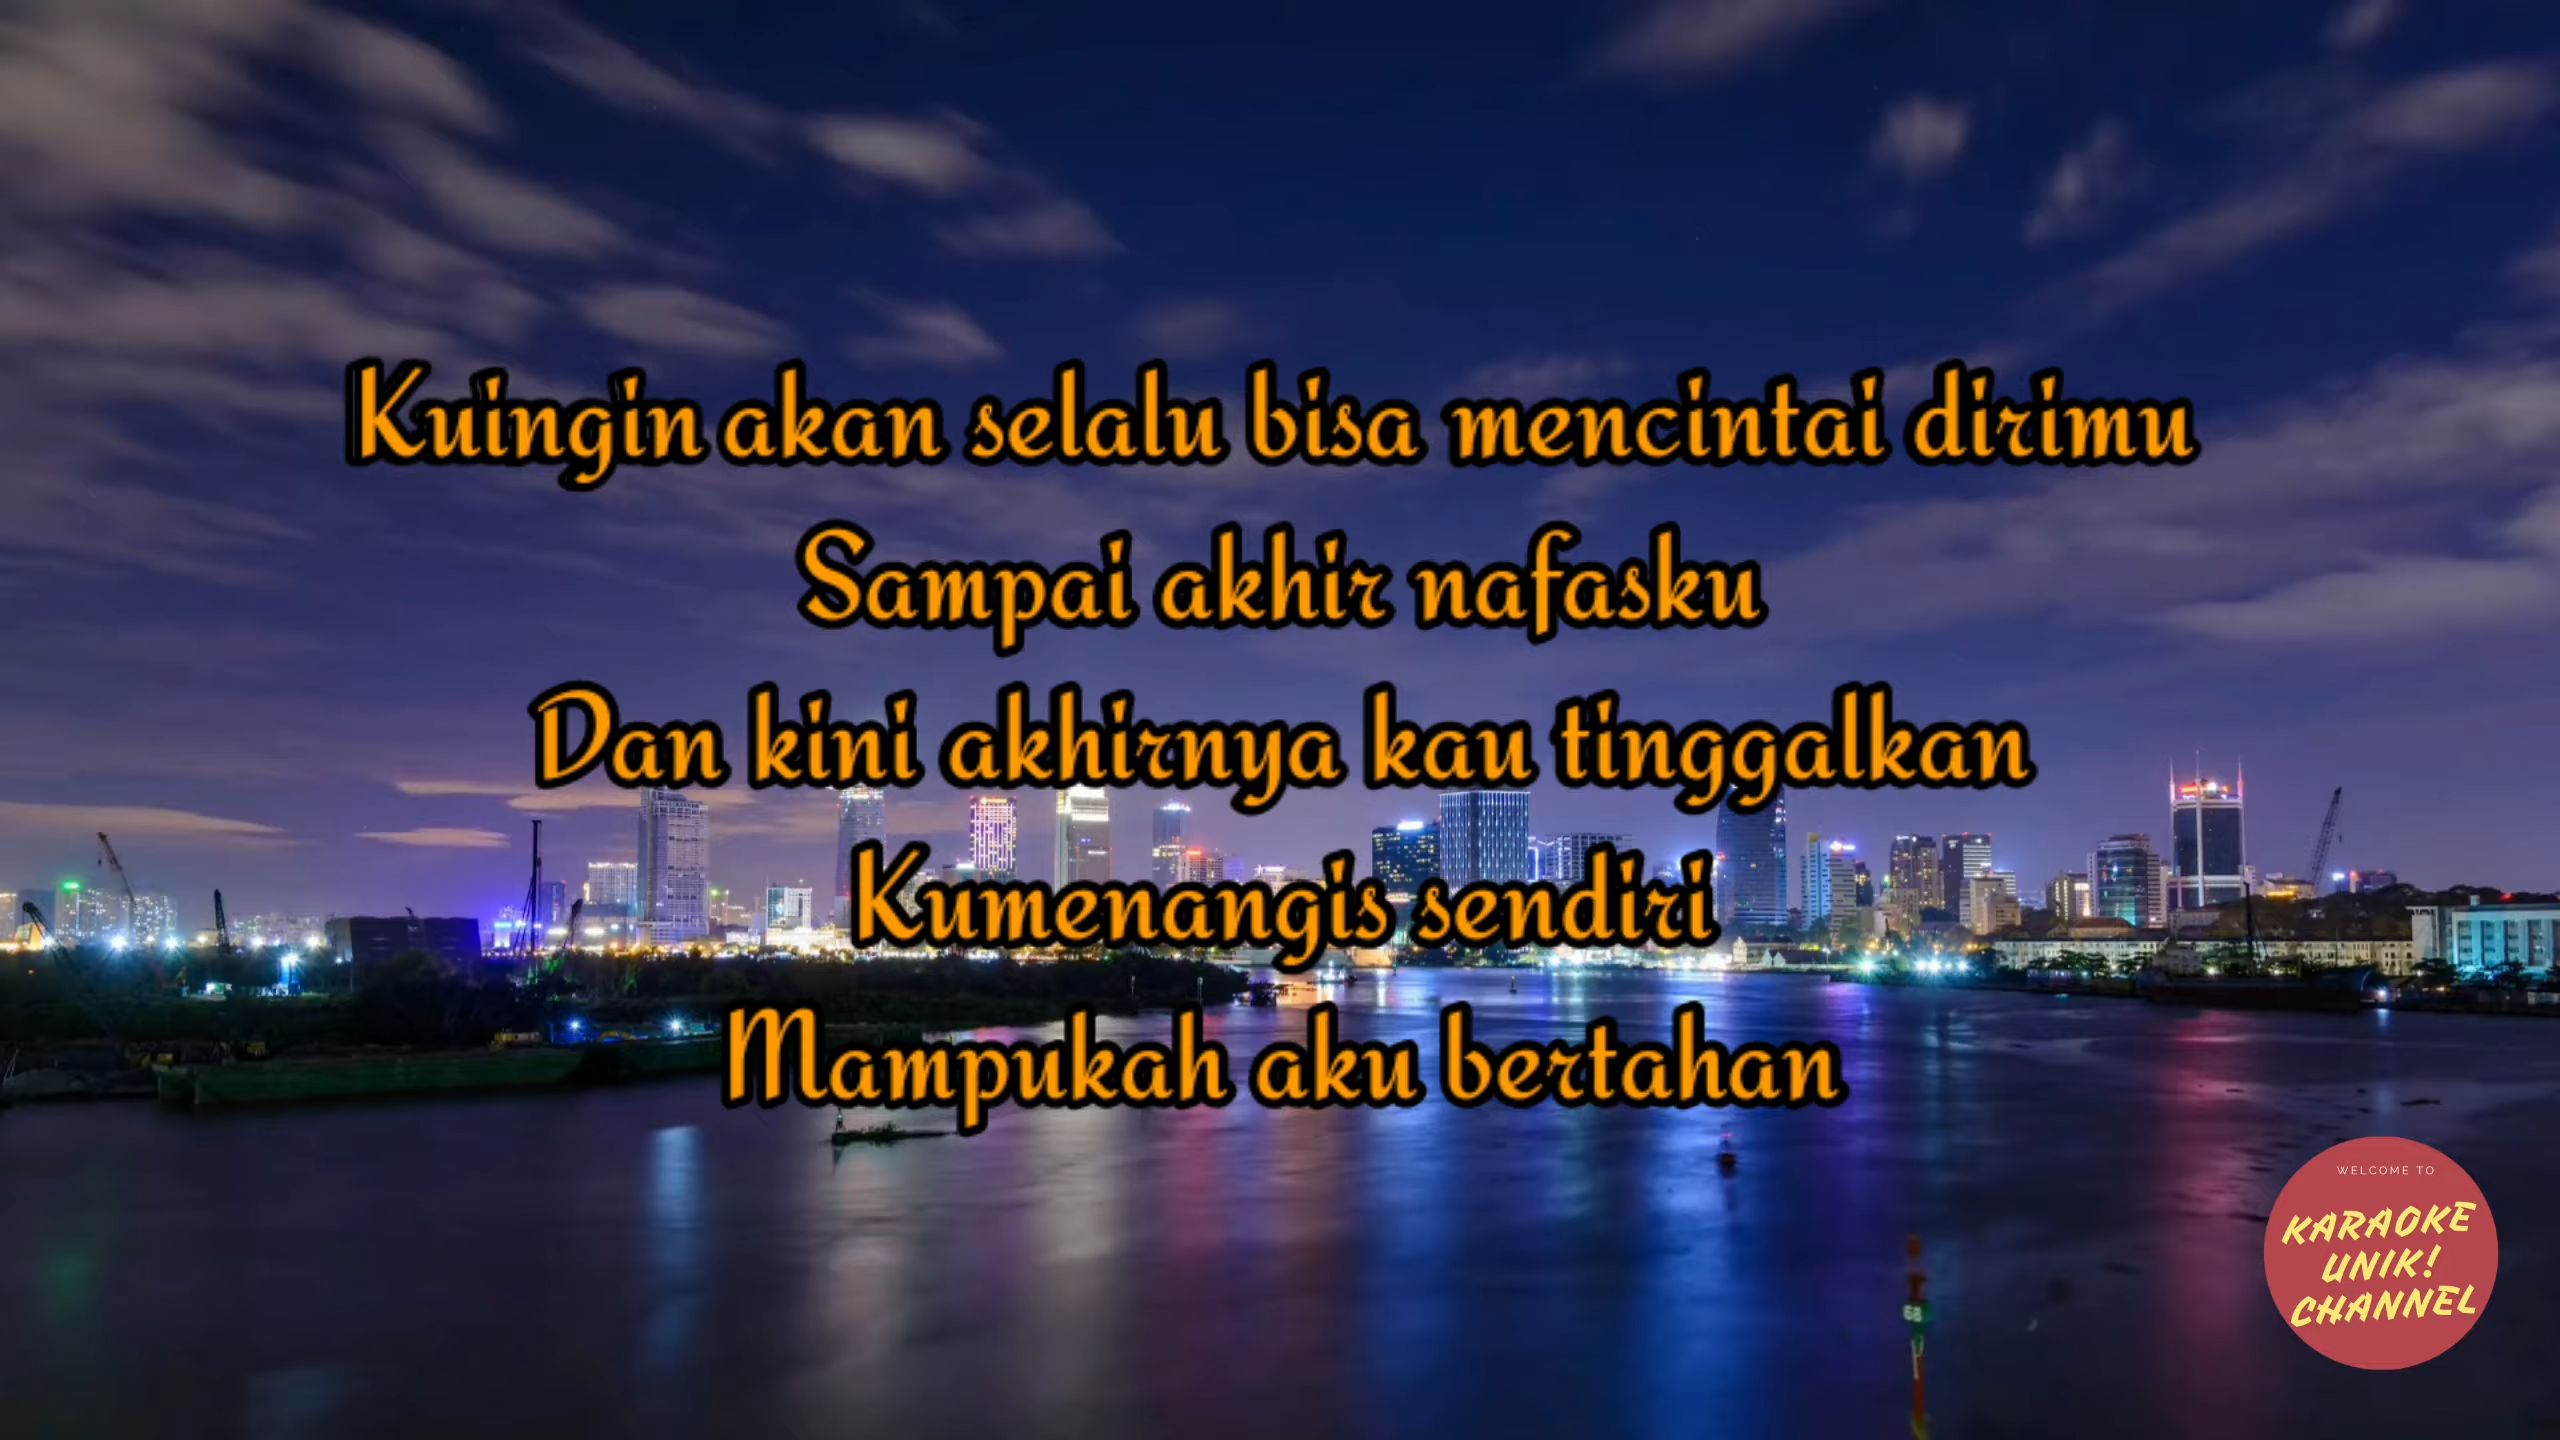 Kuingin akan selalu bisa mencintai dirimu
Sampai akhir nafasku
Dan kini akhirnya kau tinggalkan
Kumenangis sendiri
Mampukah aku bertahan
WELCOME TO
KARAOKE
UNIK!
CHANNEL
68